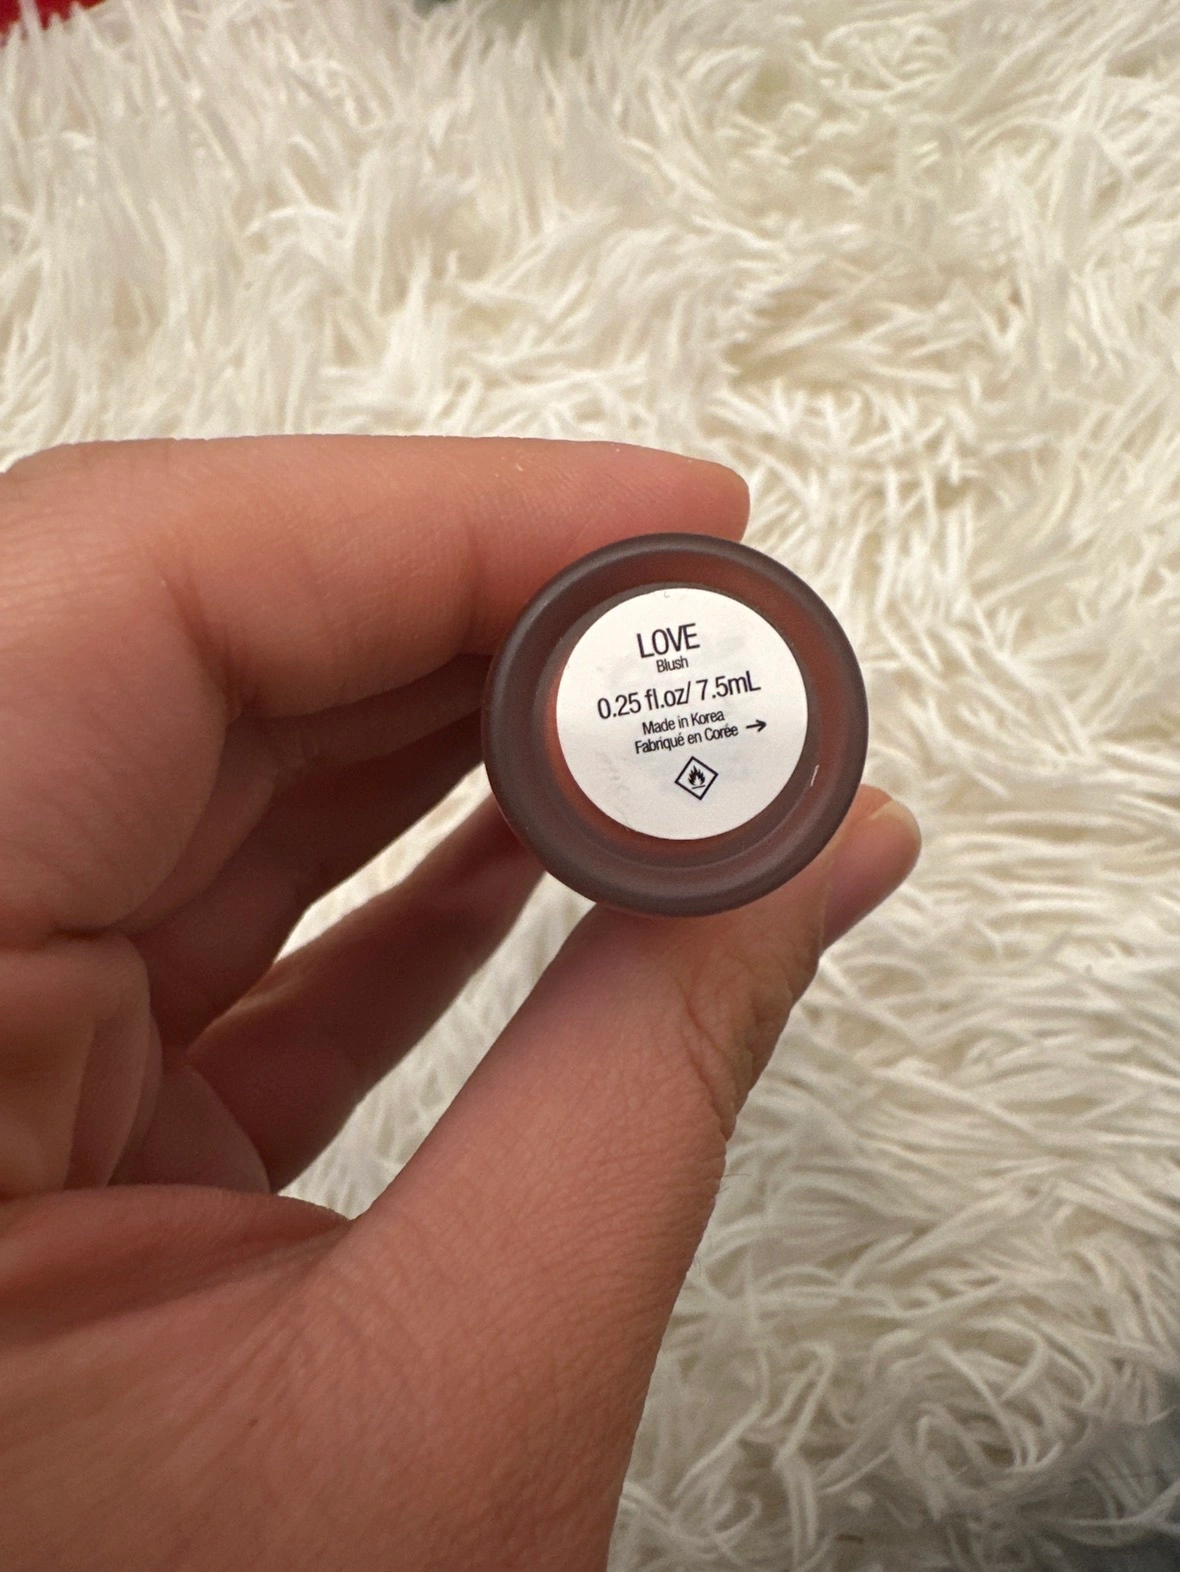 LOVE
Blush
0.25 fl.oz/ 7.5mL
Made in Korea
Fabriqué en Corée →